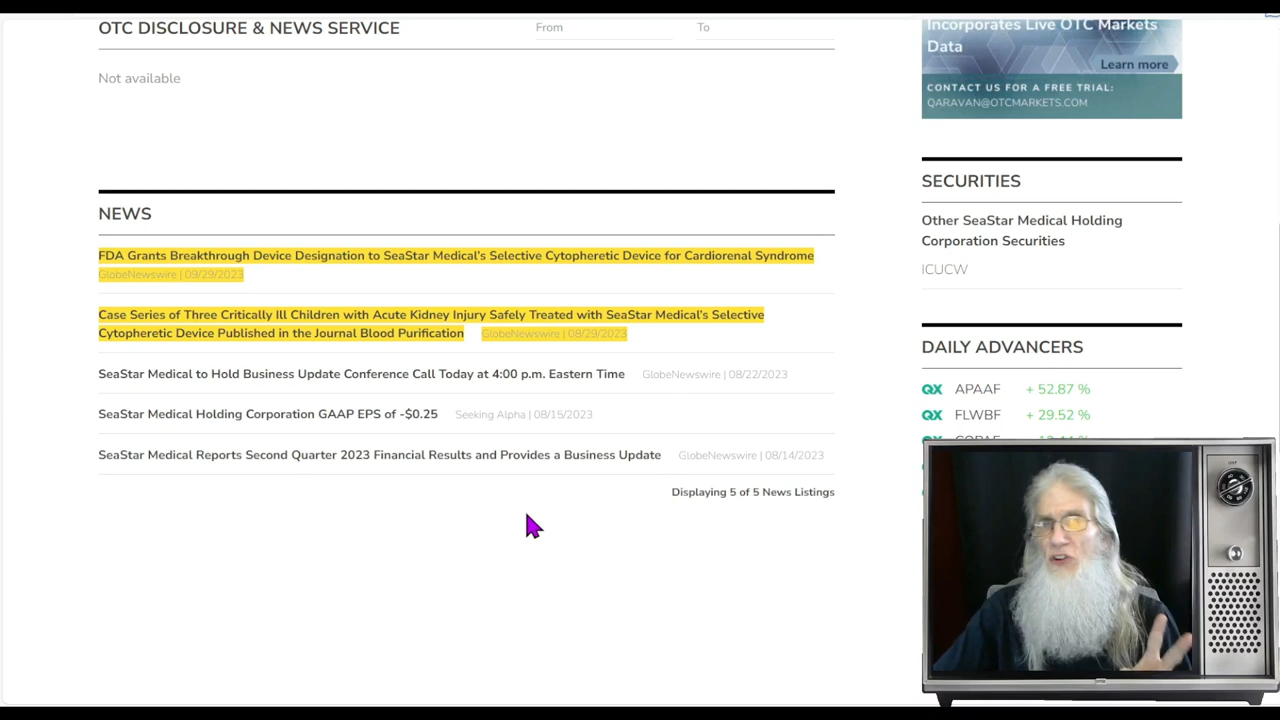 OTC DISCLOSURE & NEWS SERVICE
From
To
Not available
NEWS
FDA Grants Breakthrough Device Designation to SeaStar Medical's Selective Cytopheretic Device for Cardiorenal Syndrome
GlobeNewswire | 09/29/2023
Case Series of Three Critically Ill Children with Acute Kidney Injury Safely Treated with SeaStar Medical's Selective
Cytopheretic Device Published in the Journal Blood Purification GlobeNewswire | 08/29/2023
SeaStar Medical to Hold Business Update Conference Call Today at 4:00 p.m. Eastern Time GlobeNewswire | 08/22/2023
SeaStar Medical Holding Corporation GAAP EPS of -$0.25 Seeking Alpha | 08/15/2023
SeaStar Medical Reports Second Quarter 2023 Financial Results and Provides a Business Update GlobeNewswire | 08/14/2023
Displaying 5 of 5 News Listings
Incorporates Live OTC Markets
Data
Learn more
CONTACT US FOR A FREE TRIAL:
QARAVAN@OTCMARKETS.COM
SECURITIES
Other SeaStar Medical Holding
Corporation Securities
ICUCW
DAILY ADVANCERS
QX APAAF + 52.87 %
QX FLWBF + 29.52 %